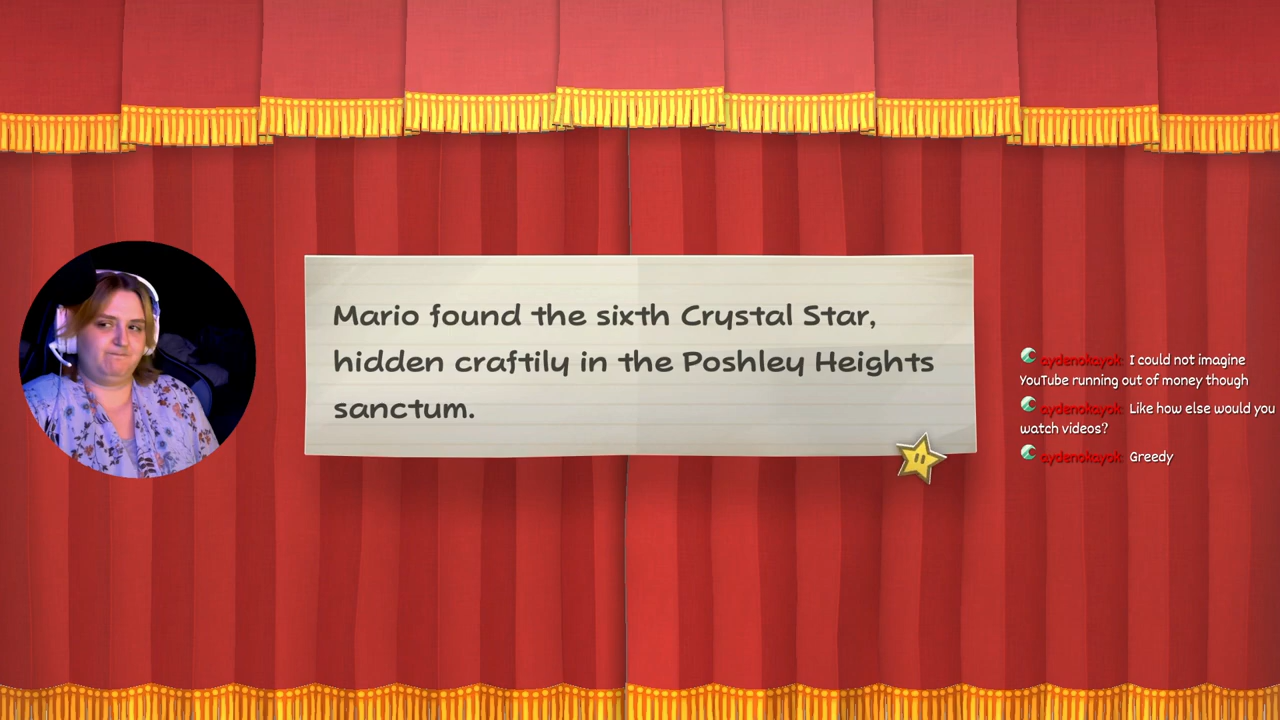 Mario found the sixth Crystal Star,
hidden craftily in the Poshley Heights
sanctum.
aydenokayok: I could not imagine
YouTube running out of money though
aydenokayok: Like how else would you
watch videos?
aydenokayok: Greedy